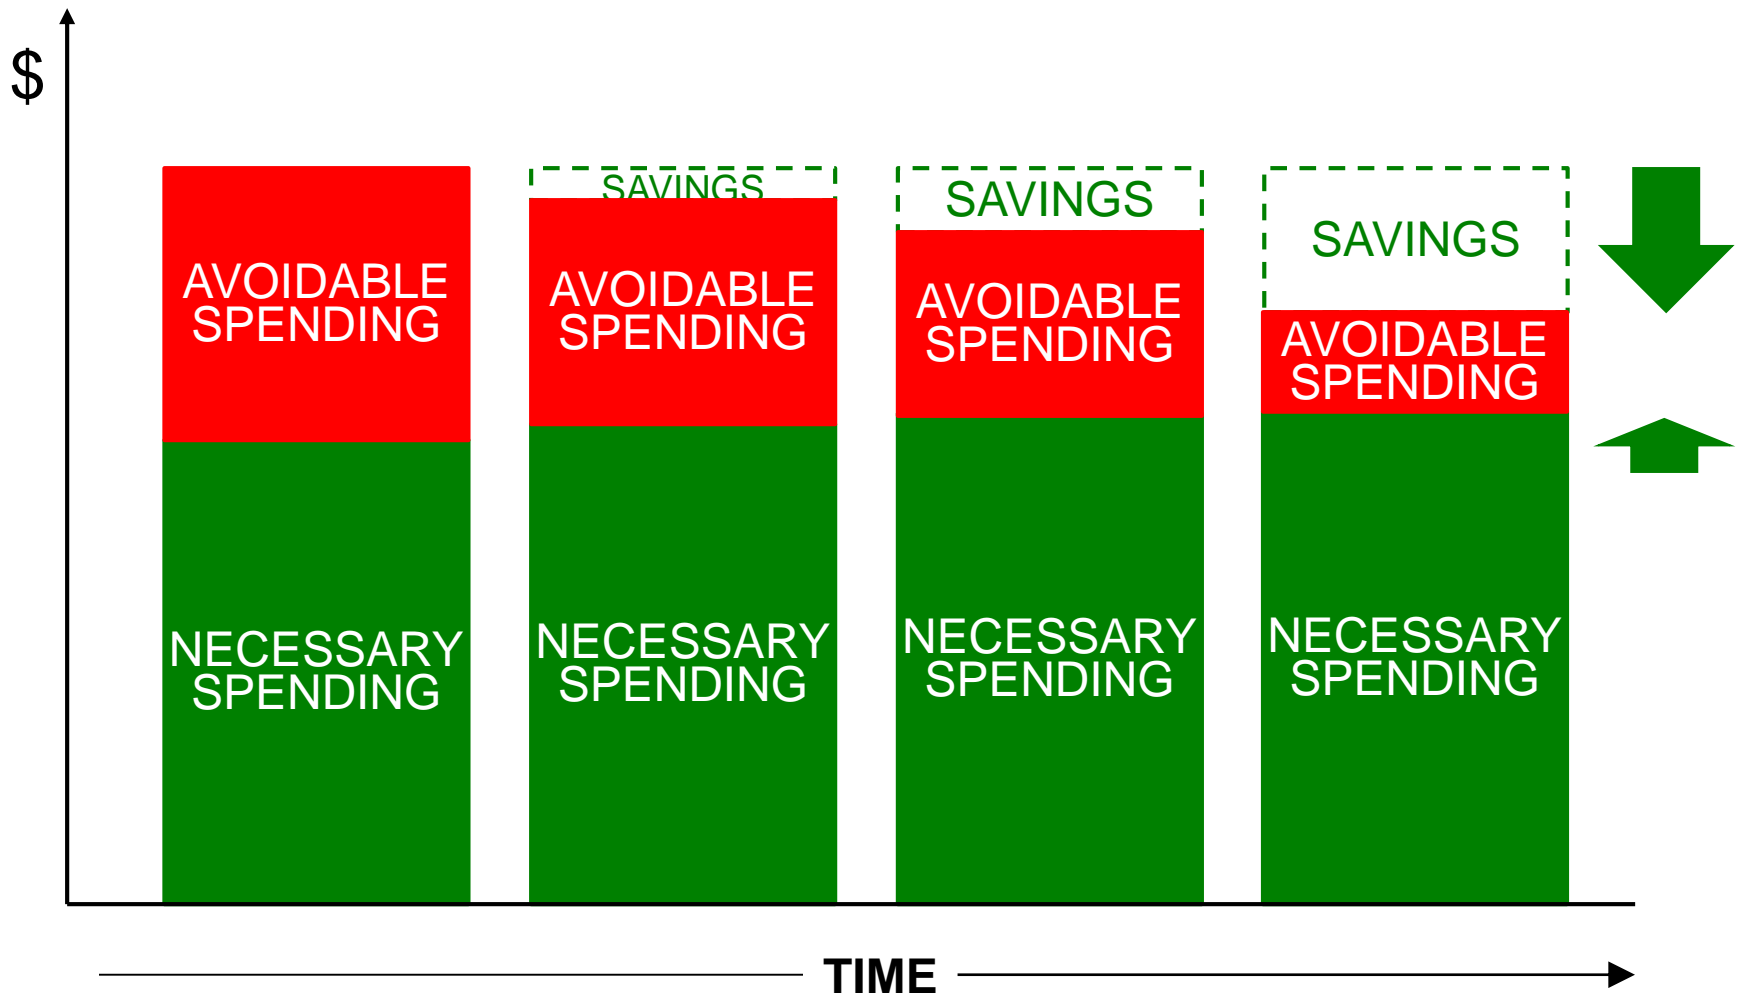 $
AVOIDABLE
SPENDING
NECESSARY
SPENDING
SAVINGS
AVOIDABLE
SPENDING
NECESSARY
SPENDING
SAVINGS
AVOIDABLE
SPENDING
NECESSARY
SPENDING
SAVINGS
AVOIDABLE
SPENDING
NECESSARY
SPENDING
TIME